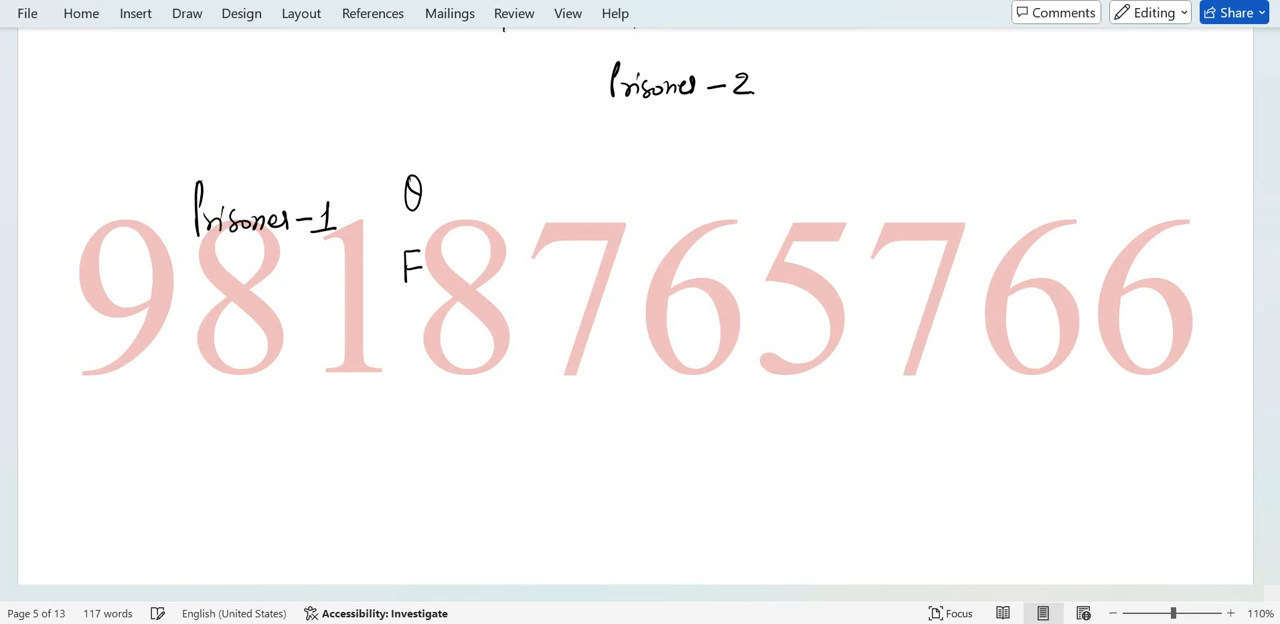 File Home Insert Draw Design Layout References Mailings Review View Help Comments Editing Share
Prisoner - 2
Prisoner - 1
Q
F
9818765766
Page 5 of 13 117 words English (United States) Accessibility: Investigate Focus 110%